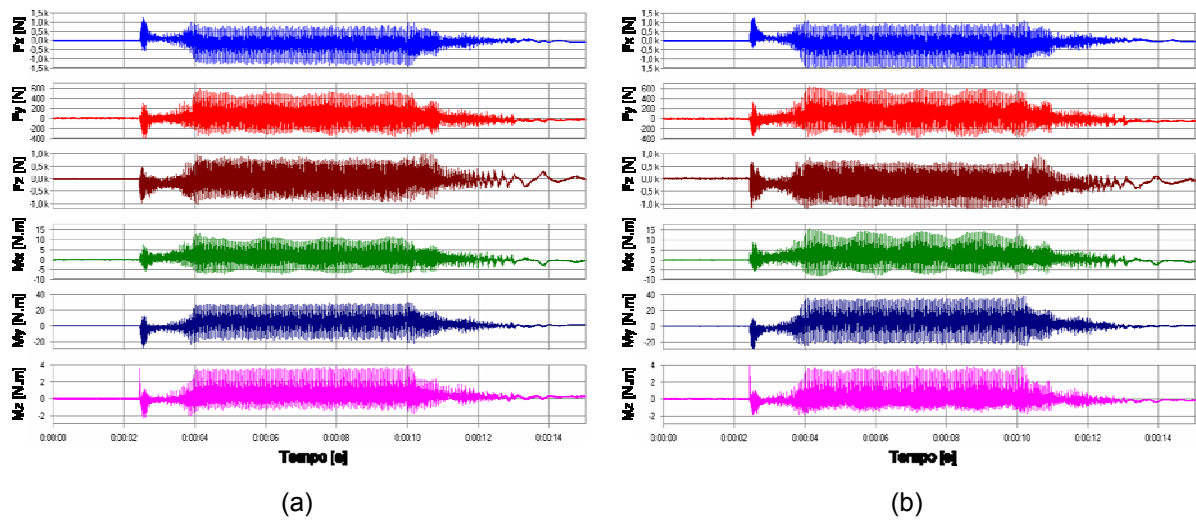 Fx [N]
1,5k
1,0k
0,5k
0,0k
-0,5k
-1,0k
1,5k
Fy [N]
600
400
200
0
-200
400
Fz [N]
1,0k
0,5k
0,0k
-0,5k
-1,0k
Mx [N.m]
15
10
5
0
-5
-10
My [N.m]
40
20
0
Mz [N.m]
4
2
0
-2
0:00:00 0:00:02 0:00:04 0:00:06 0:00:08 0:00:10 0:00:12 0:00:14
Tempo [s]
(a)
Fx [N]
1,5k
1,0k
0,5k
0,0k
-0,5k
-1,0k
1,5k
Fy [N]
600
400
200
0
-200
400
Fz [N]
1,0k
0,5k
0,0k
-0,5k
-1,0k
Mx [N.m]
15
10
5
0
-5
-10
My [N.m]
40
20
0
Mz [N.m]
4
2
0
-2
0:00:00 0:00:02 0:00:04 0:00:06 0:00:08 0:00:10 0:00:12 0:00:14
Tempo [s]
(b)